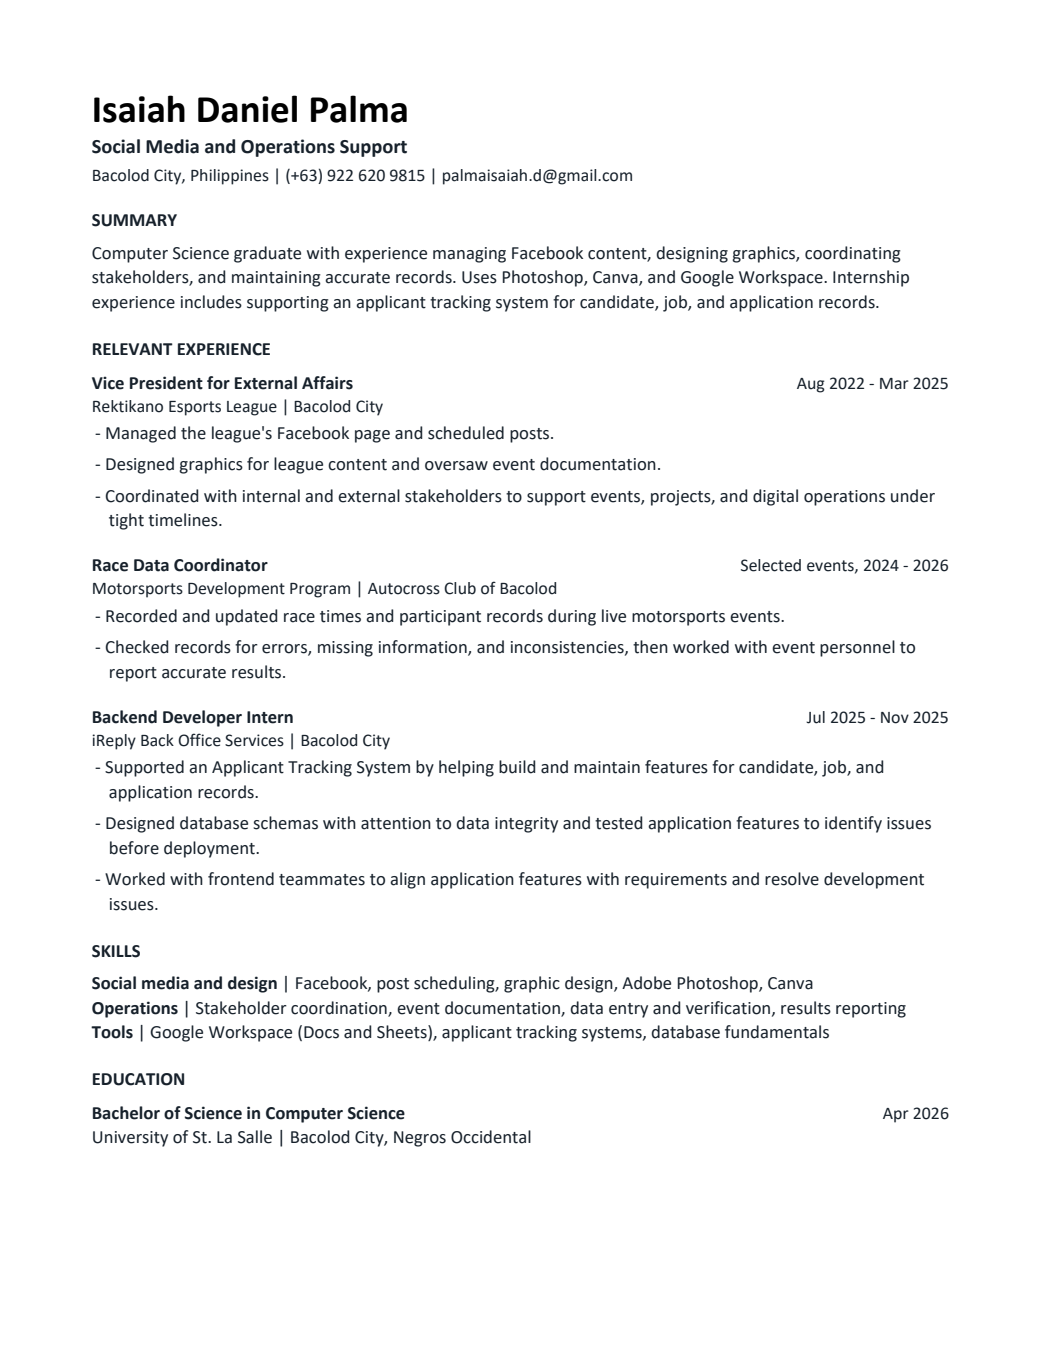 Isaiah Daniel Palma
Social Media and Operations Support
Bacolod City, Philippines | (+63) 922 620 9815 | palmaisaiah.d@gmail.com
SUMMARY
Computer Science graduate with experience managing Facebook content, designing graphics, coordinating
stakeholders, and maintaining accurate records. Uses Photoshop, Canva, and Google Workspace. Internship
experience includes supporting an applicant tracking system for candidate, job, and application records.
RELEVANT EXPERIENCE
Vice President for External Affairs Aug 2022 - Mar 2025
Rektikano Esports League | Bacolod City
- Managed the league's Facebook page and scheduled posts.
- Designed graphics for league content and oversaw event documentation.
- Coordinated with internal and external stakeholders to support events, projects, and digital operations under
tight timelines.
Race Data Coordinator Selected events, 2024 - 2026
Motorsports Development Program | Autocross Club of Bacolod
- Recorded and updated race times and participant records during live motorsports events.
- Checked records for errors, missing information, and inconsistencies, then worked with event personnel to
report accurate results.
Backend Developer Intern Jul 2025 - Nov 2025
iReply Back Office Services | Bacolod City
- Supported an Applicant Tracking System by helping build and maintain features for candidate, job, and
application records.
- Designed database schemas with attention to data integrity and tested application features to identify issues
before deployment.
- Worked with frontend teammates to align application features with requirements and resolve development
issues.
SKILLS
Social media and design | Facebook, post scheduling, graphic design, Adobe Photoshop, Canva
Operations | Stakeholder coordination, event documentation, data entry and verification, results reporting
Tools | Google Workspace (Docs and Sheets), applicant tracking systems, database fundamentals
EDUCATION
Bachelor of Science in Computer Science Apr 2026
University of St. La Salle | Bacolod City, Negros Occidental